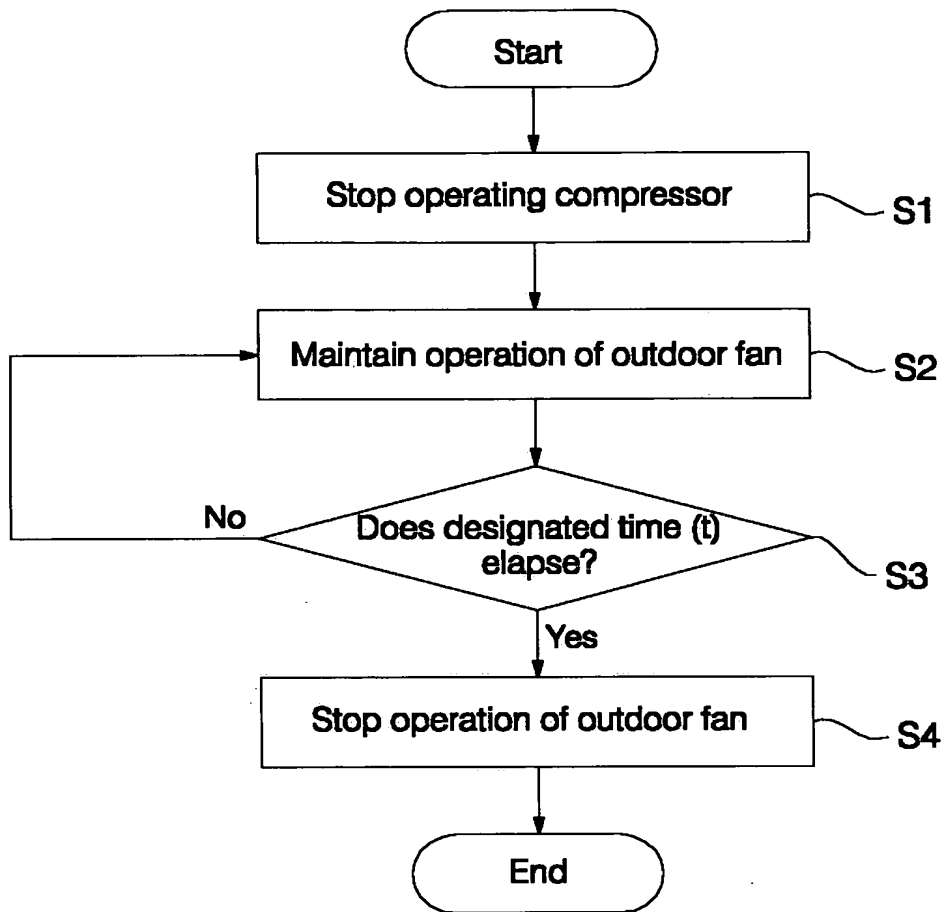 Start
Stop operating compressor
S1
Maintain operation of outdoor fan
S2
No
Does designated time (t)
elapse?
S3
Yes
Stop operation of outdoor fan
S4
End